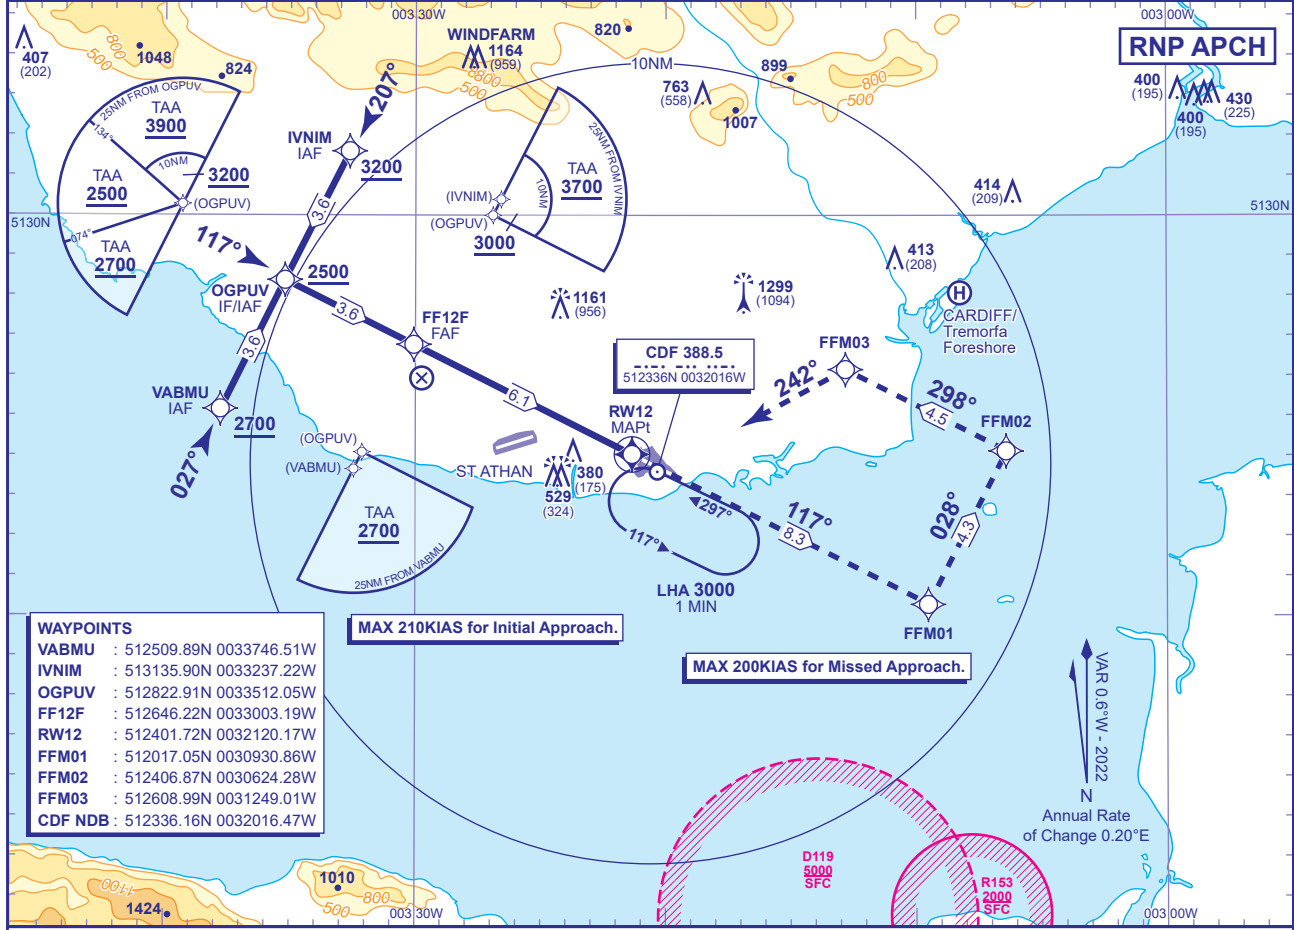 003 30W
003 00W
RNP APCH
407
(202)
800
500
1048
824
WINDFARM
1164
(959)
800
500
820
10NM
763
(558)
1007
899
800
500
400
(195)
400
(195)
430
(225)
207°
IVNIM
IAF
3200
25NM FROM OGPUV
TAA
3900
134°
10NM
3200
TAA
2500
(OGPUV)
074°
TAA
2700
3.6
(IVNIM)
(OGPUV)
10NM
TAA
3700
25NM FROM IVNIM
3000
414
(209)
5130N
5130N
117°
OGPUV
IF/IAF
2500
3.6
FF12F
FAF
3.6
1161
(956)
1299
(1094)
413
(208)
H
CARDIFF/
Tremorfa
Foreshore
CDF 388.5
512336N 0032016W
FFM03
242°
298°
4.5
FFM02
VABMU
IAF
2700
027°
6.1
RW12
MAPt
(OGPUV)
(VABMU)
ST ATHAN
380
(175)
529
(324)
TAA
2700
25NM FROM VABMU
297°
117°
117°
8.3
028°
4.3
LHA 3000
1 MIN
FFM01
MAX 210KIAS for Initial Approach.
MAX 200KIAS for Missed Approach.
WAYPOINTS
VABMU : 512509.89N 0033746.51W
IVNIM : 513135.90N 0033237.22W
OGPUV : 512822.91N 0033512.05W
FF12F : 512646.22N 0033003.19W
RW12 : 512401.72N 0032120.17W
FFM01 : 512017.05N 0030930.86W
FFM02 : 512406.87N 0030624.28W
FFM03 : 512608.99N 0031249.01W
CDF NDB : 512336.16N 0032016.47W
VAR 0.6°W - 2022
N
Annual Rate
of Change 0.20°E
D119
5000
SFC
R153
2000
SFC
1100
1424
1010
800
500
003 30W
003 00W